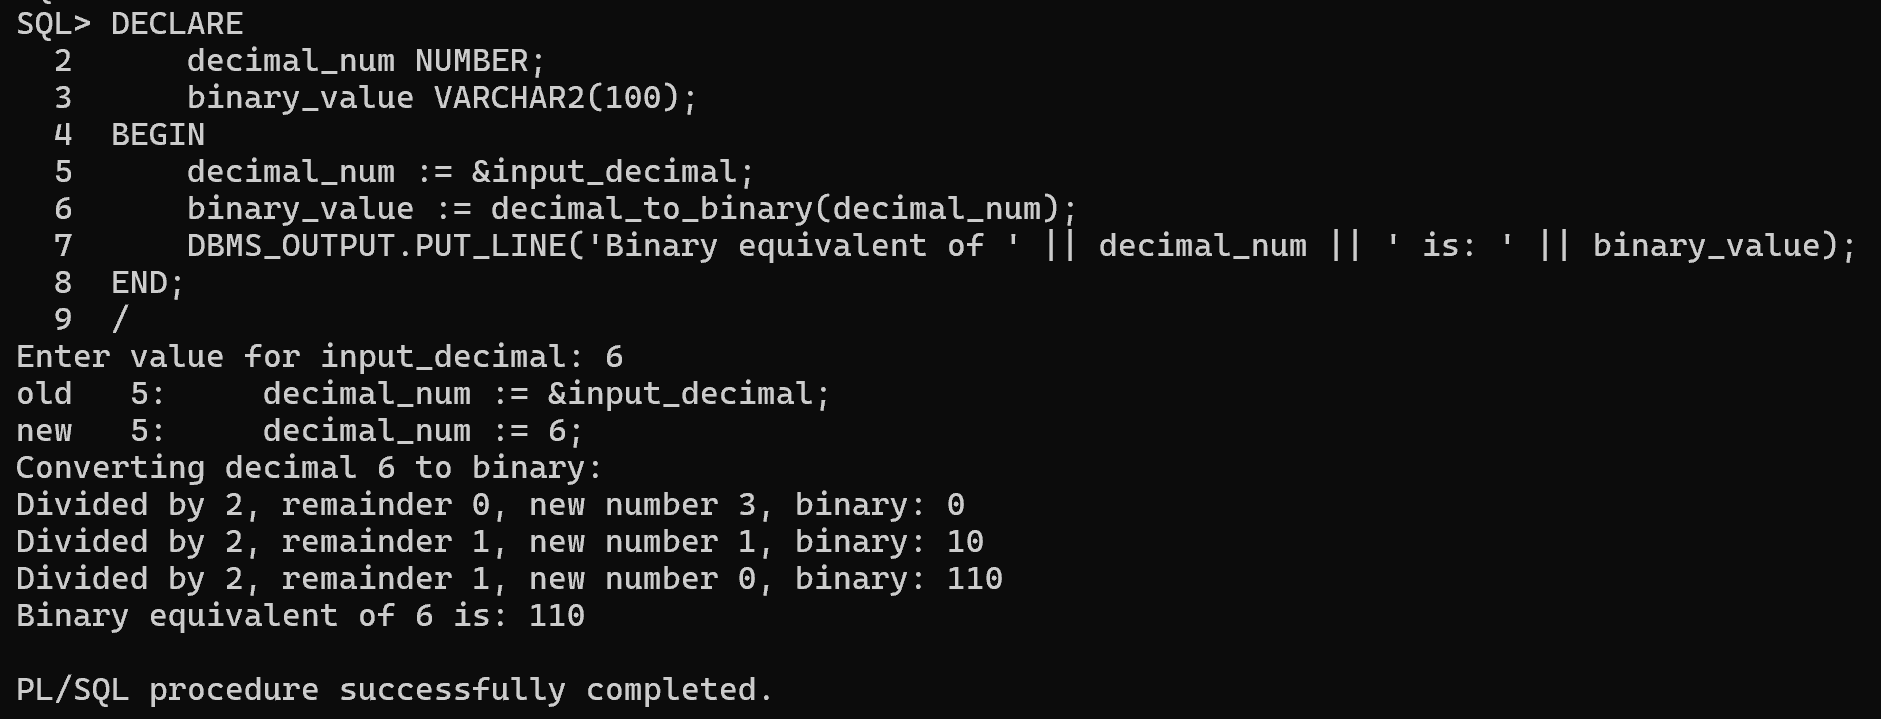 SQL> DECLARE
  2      decimal_num NUMBER;
  3      binary_value VARCHAR2(100);
  4  BEGIN
  5      decimal_num := &input_decimal;
  6      binary_value := decimal_to_binary(decimal_num);
  7      DBMS_OUTPUT.PUT_LINE('Binary equivalent of ' || decimal_num || ' is: ' || binary_value);
  8  END;
  9  /
Enter value for input_decimal: 6
old   5:     decimal_num := &input_decimal;
new   5:     decimal_num := 6;
Converting decimal 6 to binary:
Divided by 2, remainder 0, new number 3, binary: 0
Divided by 2, remainder 1, new number 1, binary: 10
Divided by 2, remainder 1, new number 0, binary: 110
Binary equivalent of 6 is: 110

PL/SQL procedure successfully completed.